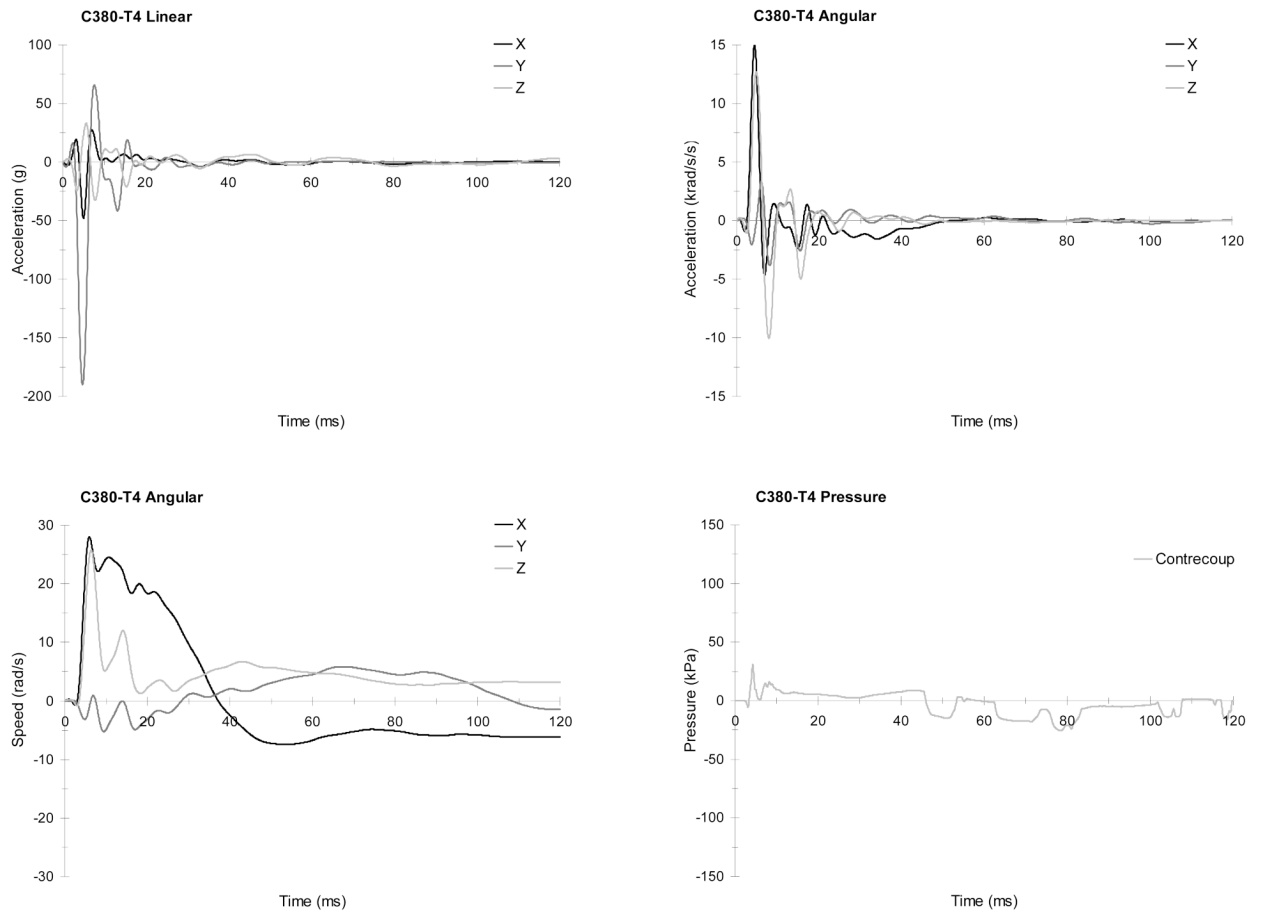 C380-T4 Linear
X
Y
Z
100
50
0
-50
-100
-150
-200
0 20 40 60 80 100 120
Acceleration (g)
Time (ms)
C380-T4 Angular
X
Y
Z
15
10
5
0
-5
-10
-15
0 20 40 60 80 100 120
Acceleration (krad/s/s)
Time (ms)
C380-T4 Angular
X
Y
Z
30
20
10
0
-10
-20
-30
0 20 40 60 80 100 120
Speed (rad/s)
Time (ms)
C380-T4 Pressure
Contrecoup
150
100
50
0
-50
-100
-150
0 20 40 60 80 100 120
Pressure (kPa)
Time (ms)